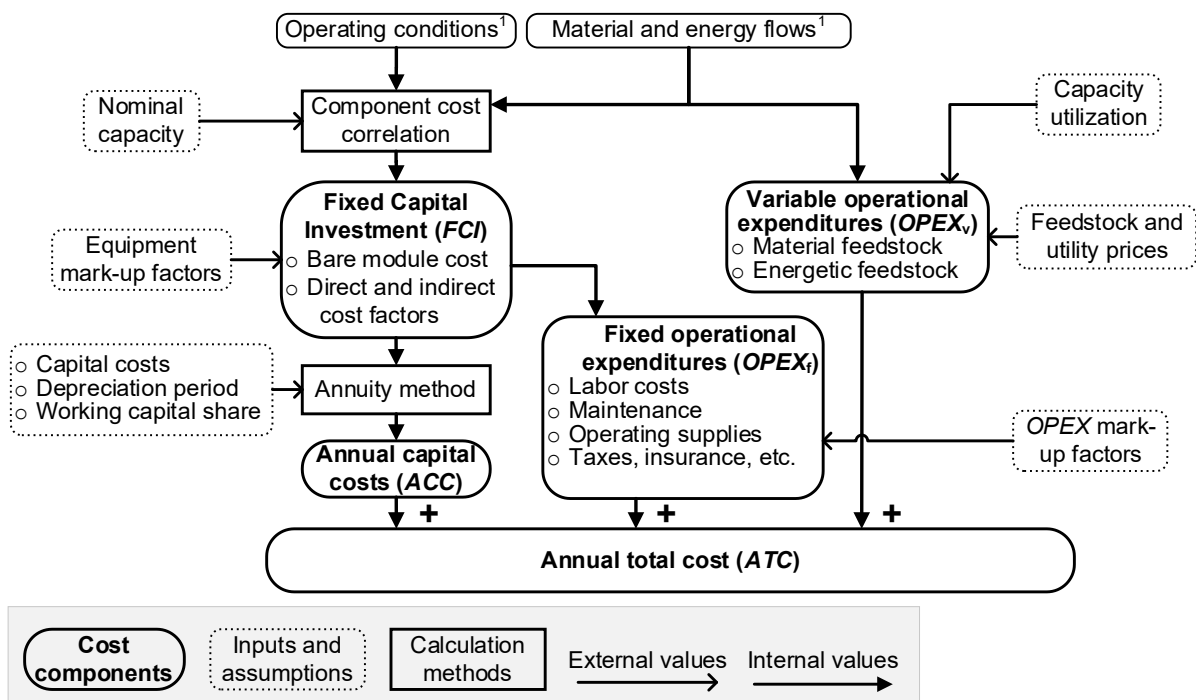 Operating conditions1
Material and energy flows1
Nominal
capacity
Component cost
correlation
Capacity
utilization
Fixed Capital
Investment (FCI)
○ Bare module cost
○ Direct and indirect
cost factors
Variable operational
expenditures (OPEXv)
○ Material feedstock
○ Energetic feedstock
Equipment
mark-up factors
Feedstock and
utility prices
Fixed operational
expenditures (OPEXf)
○ Labor costs
○ Maintenance
○ Operating supplies
○ Taxes, insurance, etc.
○ Capital costs
○ Depreciation period
○ Working capital share
Annuity method
OPEX mark-
up factors
Annual capital
costs (ACC)
+ + +
Annual total cost (ATC)
Cost
components
Inputs and
assumptions
Calculation
methods
External values
Internal values